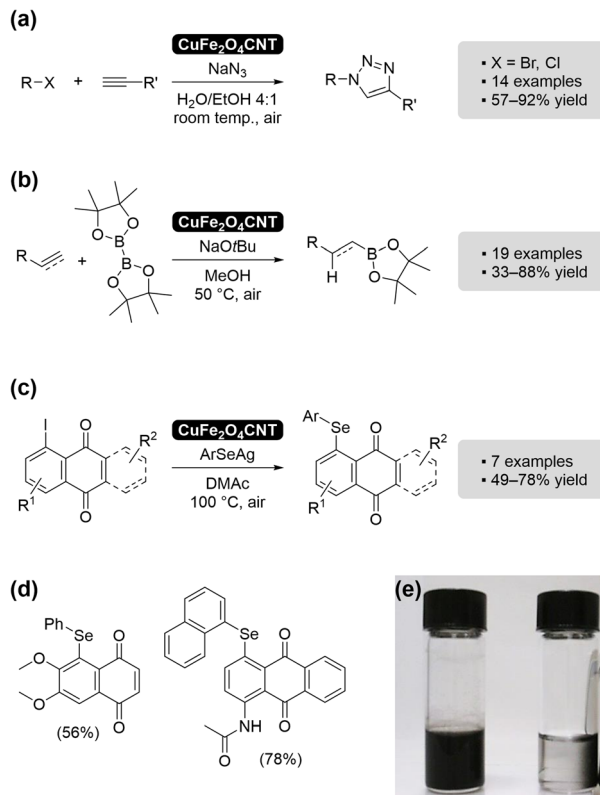 (a)
R–X + R'
CuFe₂O₄CNT
NaN₃
H₂O/EtOH 4:1
room temp., air
N N
R N
R'
▪ X = Br, Cl
▪ 14 examples
▪ 57–92% yield
(b)
R + O O
B
B
O O
CuFe₂O₄CNT
NaOtBu
MeOH
50 °C, air
R B O
H O
▪ 19 examples
▪ 33–88% yield
(c)
I O R²
R¹ O
CuFe₂O₄CNT
ArSeAg
DMAc
100 °C, air
Ar Se O R²
R¹ O
▪ 7 examples
▪ 49–78% yield
(d)
Ph Se O
O
O O
(56%)
Se O
NH O
O
(78%)
(e)